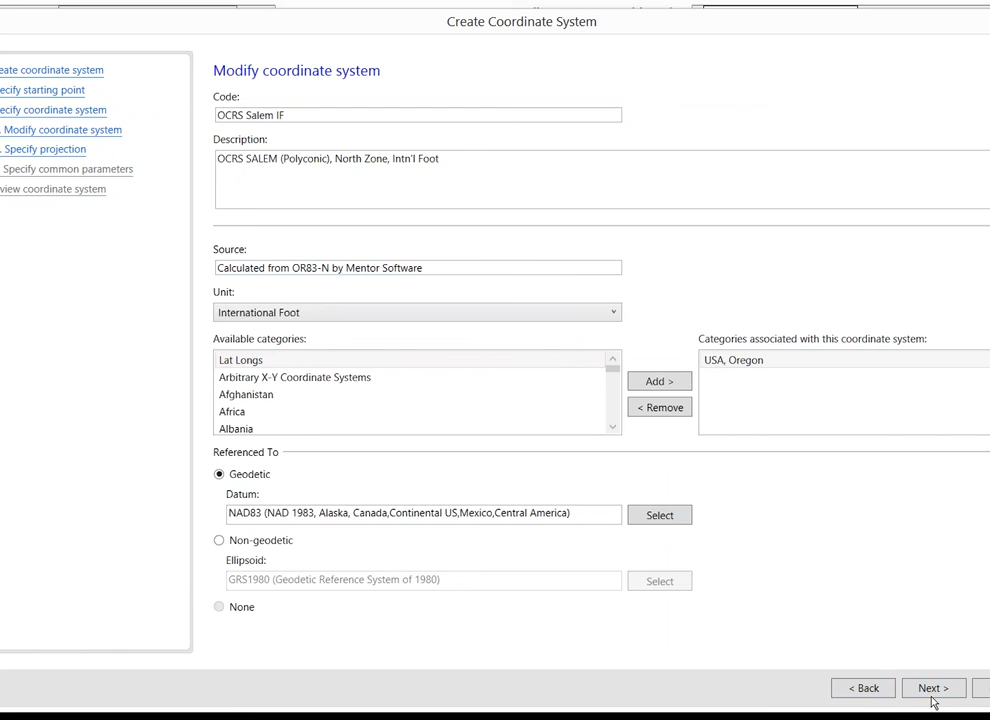 Create Coordinate System
eate coordinate system
ecify starting point
ecify coordinate system
. Modify coordinate system
. Specify projection
Specify common parameters
view coordinate system
Modify coordinate system
Code:
OCRS Salem IF
Description:
OCRS SALEM (Polyconic), North Zone, Intn'l Foot
Source:
Calculated from OR83-N by Mentor Software
Unit:
International Foot
Available categories:
Lat Longs
Arbitrary X-Y Coordinate Systems
Afghanistan
Africa
Albania
Add >
< Remove
Categories associated with this coordinate system:
USA, Oregon
Referenced To
Geodetic
Datum:
NAD83 (NAD 1983, Alaska, Canada,Continental US,Mexico,Central America)
Select
Non-geodetic
Ellipsoid:
GRS1980 (Geodetic Reference System of 1980)
Select
None
< Back
Next >